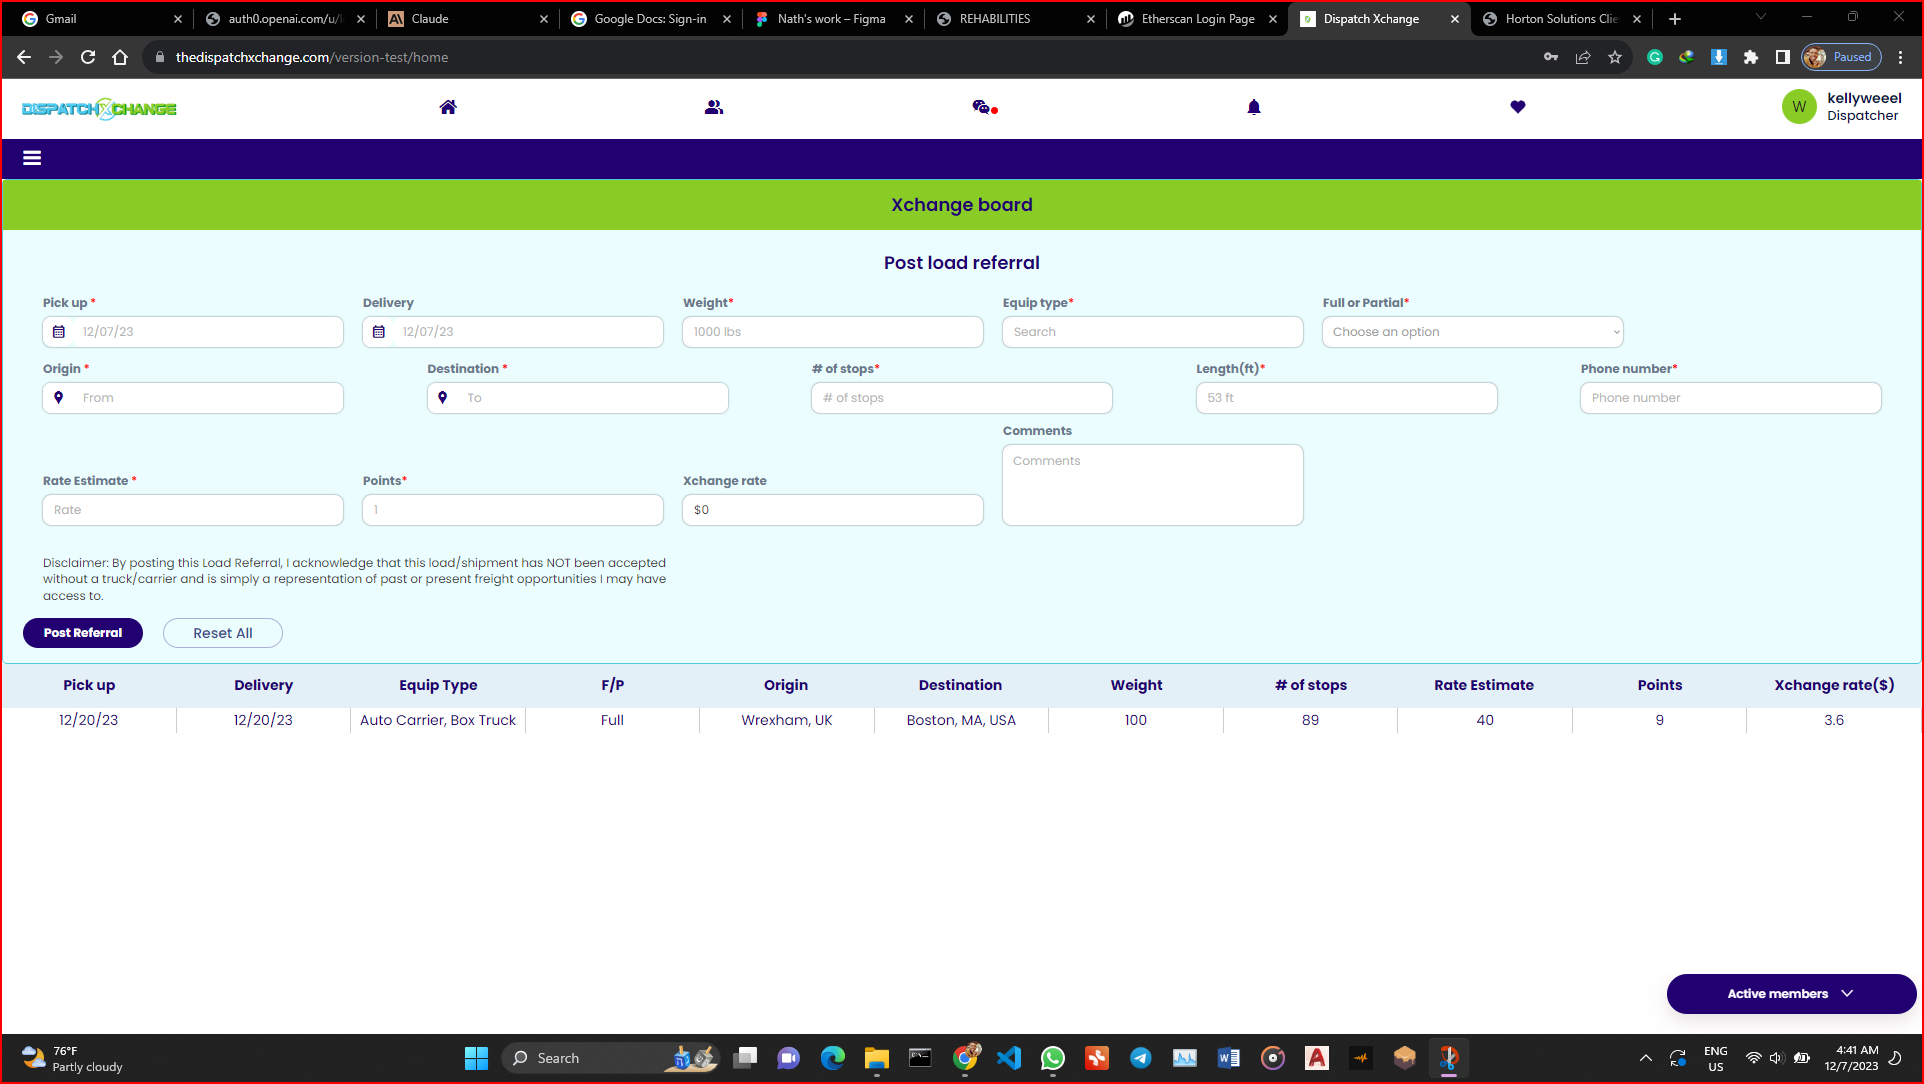 Gmail
auth0.openai.com/u/l
Claude
Google Docs: Sign-in
Nath's work – Figma
REHABILITIES
Etherscan Login Page
Dispatch Xchange
Horton Solutions Clie
thedispatchxchange.com/version-test/home
Paused
DISPATCHXCHANGE
W
kellyweeel
Dispatcher
Xchange board
Post load referral
Pick up *
Delivery
Weight*
Equip type*
Full or Partial*
12/07/23
12/07/23
1000 lbs
Search
Choose an option
Origin *
Destination *
# of stops*
Length(ft)*
Phone number*
From
To
# of stops
53 ft
Phone number
Comments
Comments
Rate Estimate *
Points*
Xchange rate
Rate
1
$0
Disclaimer: By posting this Load Referral, I acknowledge that this load/shipment has NOT been accepted
without a truck/carrier and is simply a representation of past or present freight opportunities I may have
access to.
Post Referral
Reset All
Pick up Delivery Equip Type F/P Origin Destination Weight # of stops Rate Estimate Points Xchange rate($)
12/20/23 12/20/23 Auto Carrier, Box Truck Full Wrexham, UK Boston, MA, USA 100 89 40 9 3.6
Active members
76°F
Partly cloudy
Search
ENG
US
4:41 AM
12/7/2023